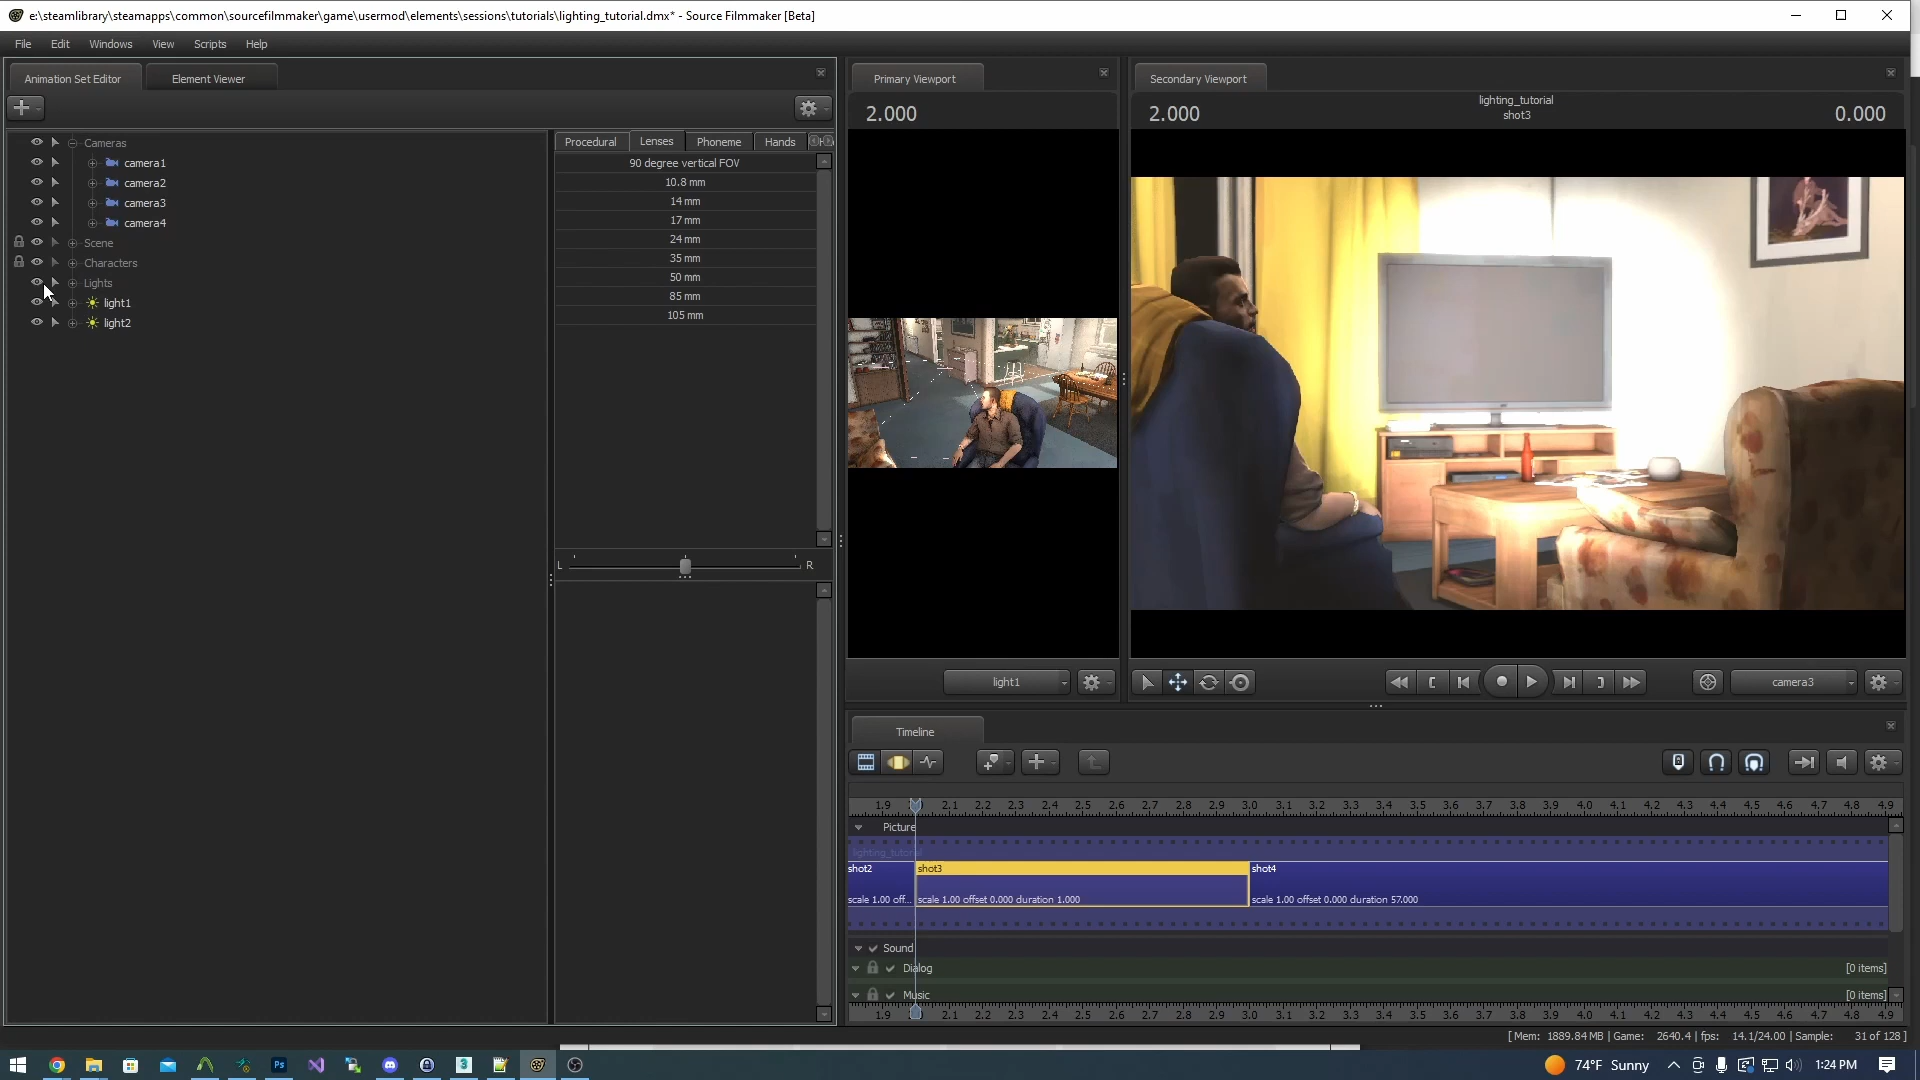 e:\steamlibrary\steamapps\common\sourcefilmmaker\game\usermod\elements\sessions\tutorials\lighting_tutorial.dmx* - Source Filmmaker [Beta]
File Edit Windows View Scripts Help
Animation Set Editor
Element Viewer
Cameras
camera1
camera2
camera3
camera4
Scene
Characters
Lights
light1
light2
Procedural Lenses Phoneme Hands
90 degree vertical FOV
10.8 mm
14 mm
17 mm
24 mm
35 mm
50 mm
85 mm
105 mm
L R
Primary Viewport
2.000
light1
Secondary Viewport
2.000
lighting_tutorial
shot3
0.000
camera3
Timeline
1.9 2.1 2.2 2.3 2.4 2.5 2.6 2.7 2.8 2.9 3.0 3.1 3.2 3.3 3.4 3.5 3.6 3.7 3.8 3.9 4.0 4.1 4.2 4.3 4.4 4.5 4.6 4.7 4.8 4.9
Picture
lighting_tutorial
shot2 shot3 shot4
scale 1.00 off... scale 1.00 offset 0.000 duration 1.000 scale 1.00 offset 0.000 duration 57.000
Sound
Dialog [0 items]
Music [0 items]
1.9 2.1 2.2 2.3 2.4 2.5 2.6 2.7 2.8 2.9 3.0 3.1 3.2 3.3 3.4 3.5 3.6 3.7 3.8 3.9 4.0 4.1 4.2 4.3 4.4 4.5 4.6 4.7 4.8 4.9
[ Mem: 1889.84 MB | Game: 2640.4 | fps: 14.1/24.00 | Sample: 31 of 128 ]
74°F Sunny
1:24 PM